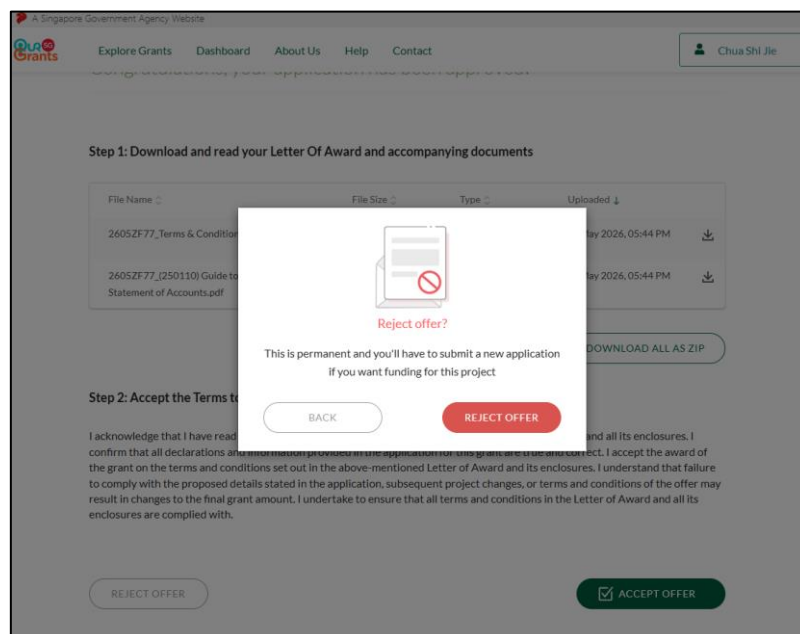 A Singapore Government Agency Website
OUR SG Grants
Explore Grants Dashboard About Us Help Contact Chua Shi Jie
Congratulations, your application has been approved.
Step 1: Download and read your Letter Of Award and accompanying documents
File Name File Size Type Uploaded
2605ZF77_Terms & Condition May 2026, 05:44 PM
2605ZF77_(250110) Guide to May 2026, 05:44 PM
Statement of Accounts.pdf
Reject offer?
This is permanent and you'll have to submit a new application
if you want funding for this project
BACK REJECT OFFER
DOWNLOAD ALL AS ZIP
Step 2: Accept the Terms to
I acknowledge that I have read and all its enclosures. I
confirm that all declarations and information provided in the application for this grant are true and correct. I accept the award of
the grant on the terms and conditions set out in the above-mentioned Letter of Award and its enclosures. I understand that failure
to comply with the proposed details stated in the application, subsequent project changes, or terms and conditions of the offer may
result in changes to the final grant amount. I undertake to ensure that all terms and conditions in the Letter of Award and all its
enclosures are complied with.
REJECT OFFER ACCEPT OFFER